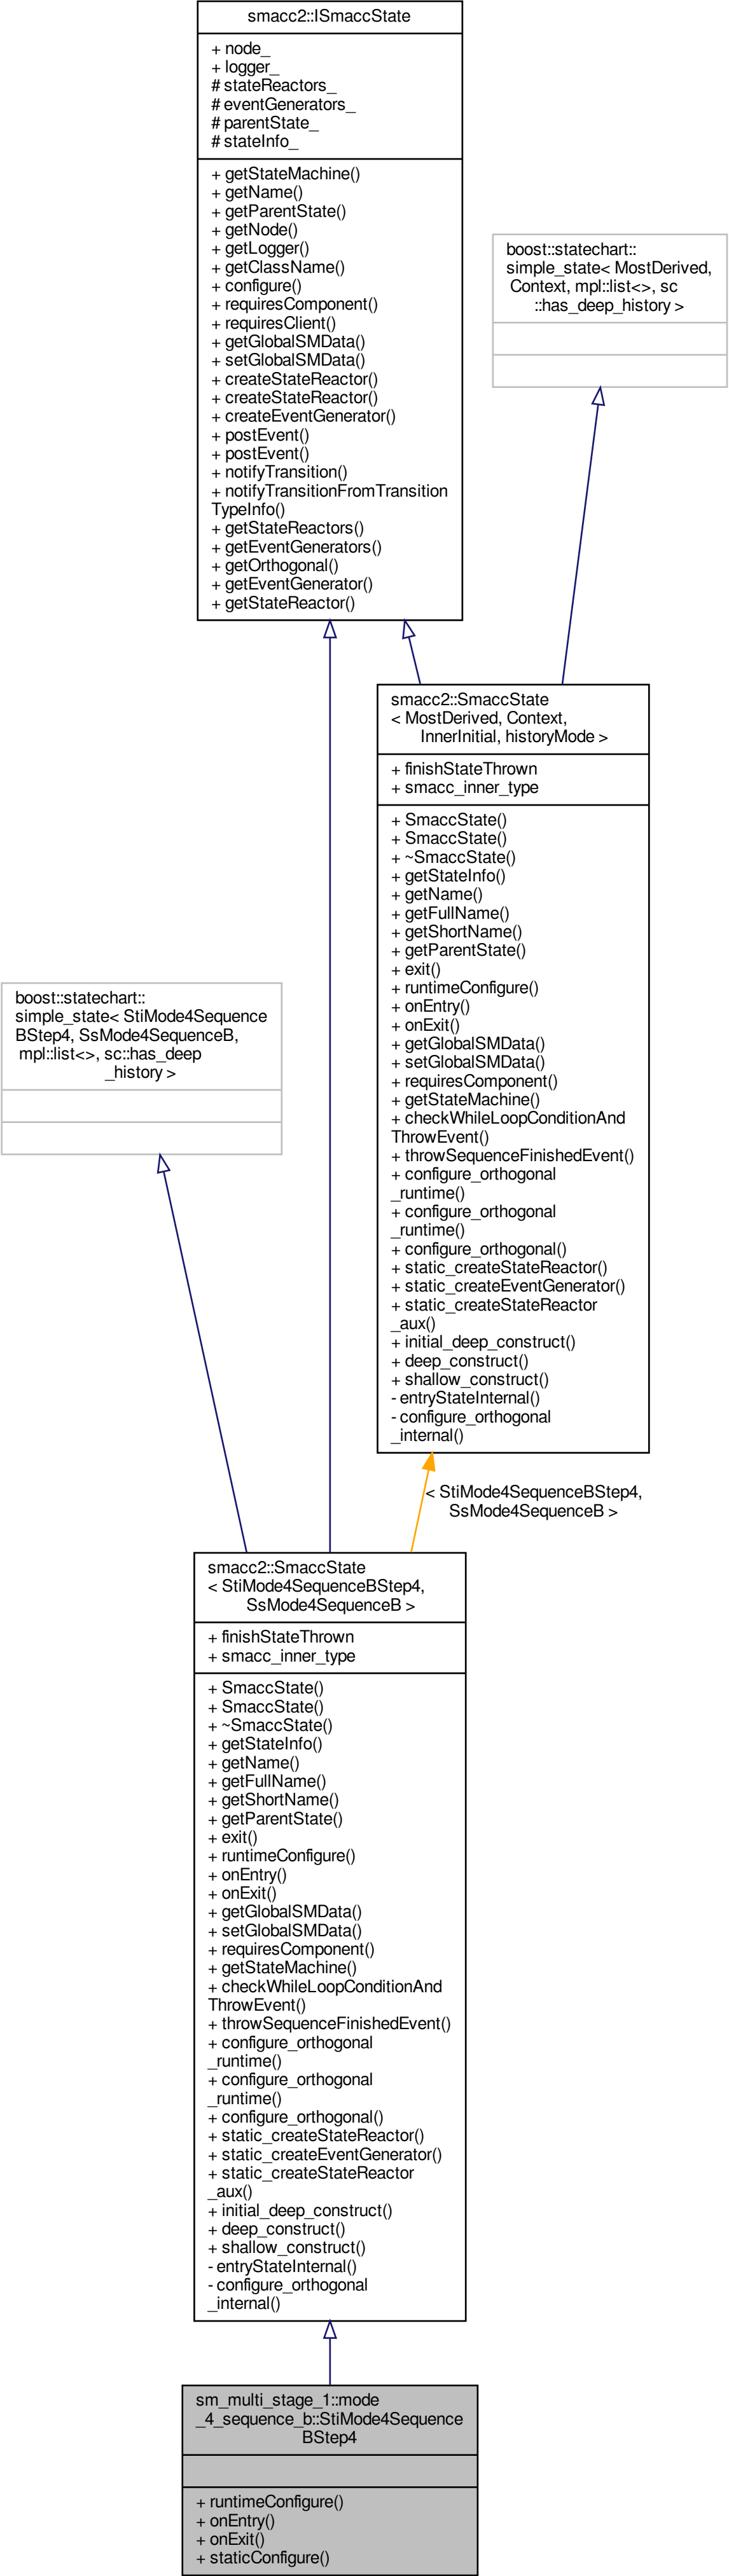 smacc2::ISmaccState
+ node_
+ logger_
# stateReactors_
# eventGenerators_
# parentState_
# stateInfo_
+ getStateMachine()
+ getName()
+ getParentState()
+ getNode()
+ getLogger()
+ getClassName()
+ configure()
+ requiresComponent()
+ requiresClient()
+ getGlobalSMData()
+ setGlobalSMData()
+ createStateReactor()
+ createStateReactor()
+ createEventGenerator()
+ postEvent()
+ postEvent()
+ notifyTransition()
+ notifyTransitionFromTransition
TypeInfo()
+ getStateReactors()
+ getEventGenerators()
+ getOrthogonal()
+ getEventGenerator()
+ getStateReactor()
boost::statechart::
simple_state< MostDerived,
Context, mpl::list<>, sc
::has_deep_history >
smacc2::SmaccState
< MostDerived, Context,
InnerInitial, historyMode >
+ finishStateThrown
+ smacc_inner_type
+ SmaccState()
+ SmaccState()
+ ~SmaccState()
+ getStateInfo()
+ getName()
+ getFullName()
+ getShortName()
+ getParentState()
+ exit()
+ runtimeConfigure()
+ onEntry()
+ onExit()
+ getGlobalSMData()
+ setGlobalSMData()
+ requiresComponent()
+ getStateMachine()
+ checkWhileLoopConditionAnd
ThrowEvent()
+ throwSequenceFinishedEvent()
+ configure_orthogonal
_runtime()
+ configure_orthogonal
_runtime()
+ configure_orthogonal()
+ static_createStateReactor()
+ static_createEventGenerator()
+ static_createStateReactor
_aux()
+ initial_deep_construct()
+ deep_construct()
+ shallow_construct()
- entryStateInternal()
- configure_orthogonal
_internal()
boost::statechart::
simple_state< StiMode4Sequence
BStep4, SsMode4SequenceB,
mpl::list<>, sc::has_deep
_history >
< StiMode4SequenceBStep4,
SsMode4SequenceB >
smacc2::SmaccState
< StiMode4SequenceBStep4,
SsMode4SequenceB >
+ finishStateThrown
+ smacc_inner_type
+ SmaccState()
+ SmaccState()
+ ~SmaccState()
+ getStateInfo()
+ getName()
+ getFullName()
+ getShortName()
+ getParentState()
+ exit()
+ runtimeConfigure()
+ onEntry()
+ onExit()
+ getGlobalSMData()
+ setGlobalSMData()
+ requiresComponent()
+ getStateMachine()
+ checkWhileLoopConditionAnd
ThrowEvent()
+ throwSequenceFinishedEvent()
+ configure_orthogonal
_runtime()
+ configure_orthogonal
_runtime()
+ configure_orthogonal()
+ static_createStateReactor()
+ static_createEventGenerator()
+ static_createStateReactor
_aux()
+ initial_deep_construct()
+ deep_construct()
+ shallow_construct()
- entryStateInternal()
- configure_orthogonal
_internal()
sm_multi_stage_1::mode
_4_sequence_b::StiMode4Sequence
BStep4
+ runtimeConfigure()
+ onEntry()
+ onExit()
+ staticConfigure()